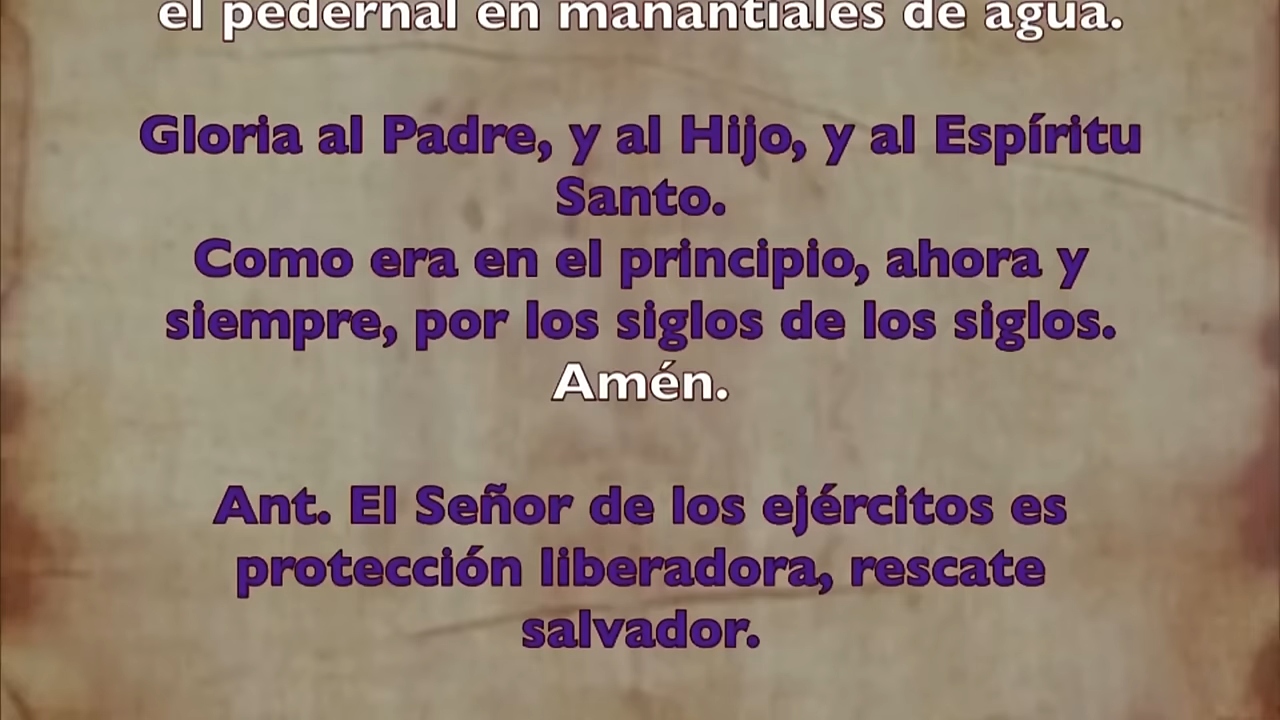 el pedernal en manantiales de agua.
Gloria al Padre, y al Hijo, y al Espíritu
Santo.
Como era en el principio, ahora y
siempre, por los siglos de los siglos.
Amén.
Ant. El Señor de los ejércitos es
protección liberadora, rescate
salvador.